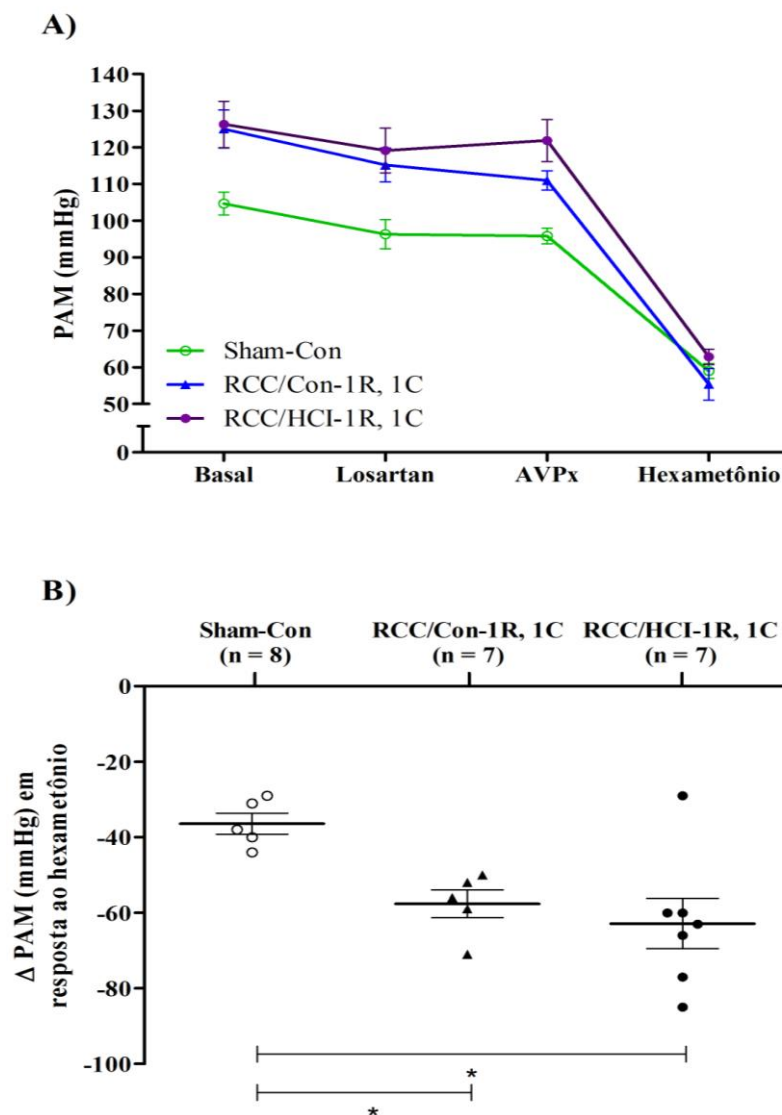 A)
140
130
120
110
100
90
80
70
60
50
0
PAM (mmHg)
Sham-Con
RCC/Con-1R, 1C
RCC/HCI-1R, 1C
Basal Losartan AVPx Hexametônio
B)
Sham-Con RCC/Con-1R, 1C RCC/HCI-1R, 1C
(n = 8) (n = 7) (n = 7)
0
-20
-40
-60
-80
-100
Δ PAM (mmHg) em
resposta ao hexametônio
*
*